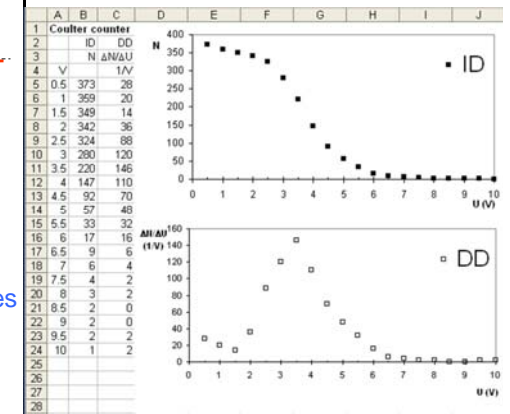 A B C D E F G H I J
1 Coulter counter
2 ID DD
3 N ΔN/ΔU
4 V 1/V
5 0.5 373 28
6 1 359 20
7 1.5 349 14
8 2 342 36
9 2.5 324 88
10 3 280 120
11 3.5 220 146
12 4 147 110
13 4.5 92 70
14 5 57 48
15 5.5 33 32
16 6 17 16
17 6.5 9 6
18 7 6 4
19 7.5 4 2
20 8 3 2
21 8.5 2 0
22 9 2 0
23 9.5 2 2
24 10 1 2
25
26
27
28
es
N
400
350
300
250
200
150
100
50
0
0 1 2 3 4 5 6 7 8 9 10
U (V)
ID
ΔN/ΔU
(1/V)
160
140
120
100
80
60
40
20
0
0 1 2 3 4 5 6 7 8 9 10
U (V)
DD